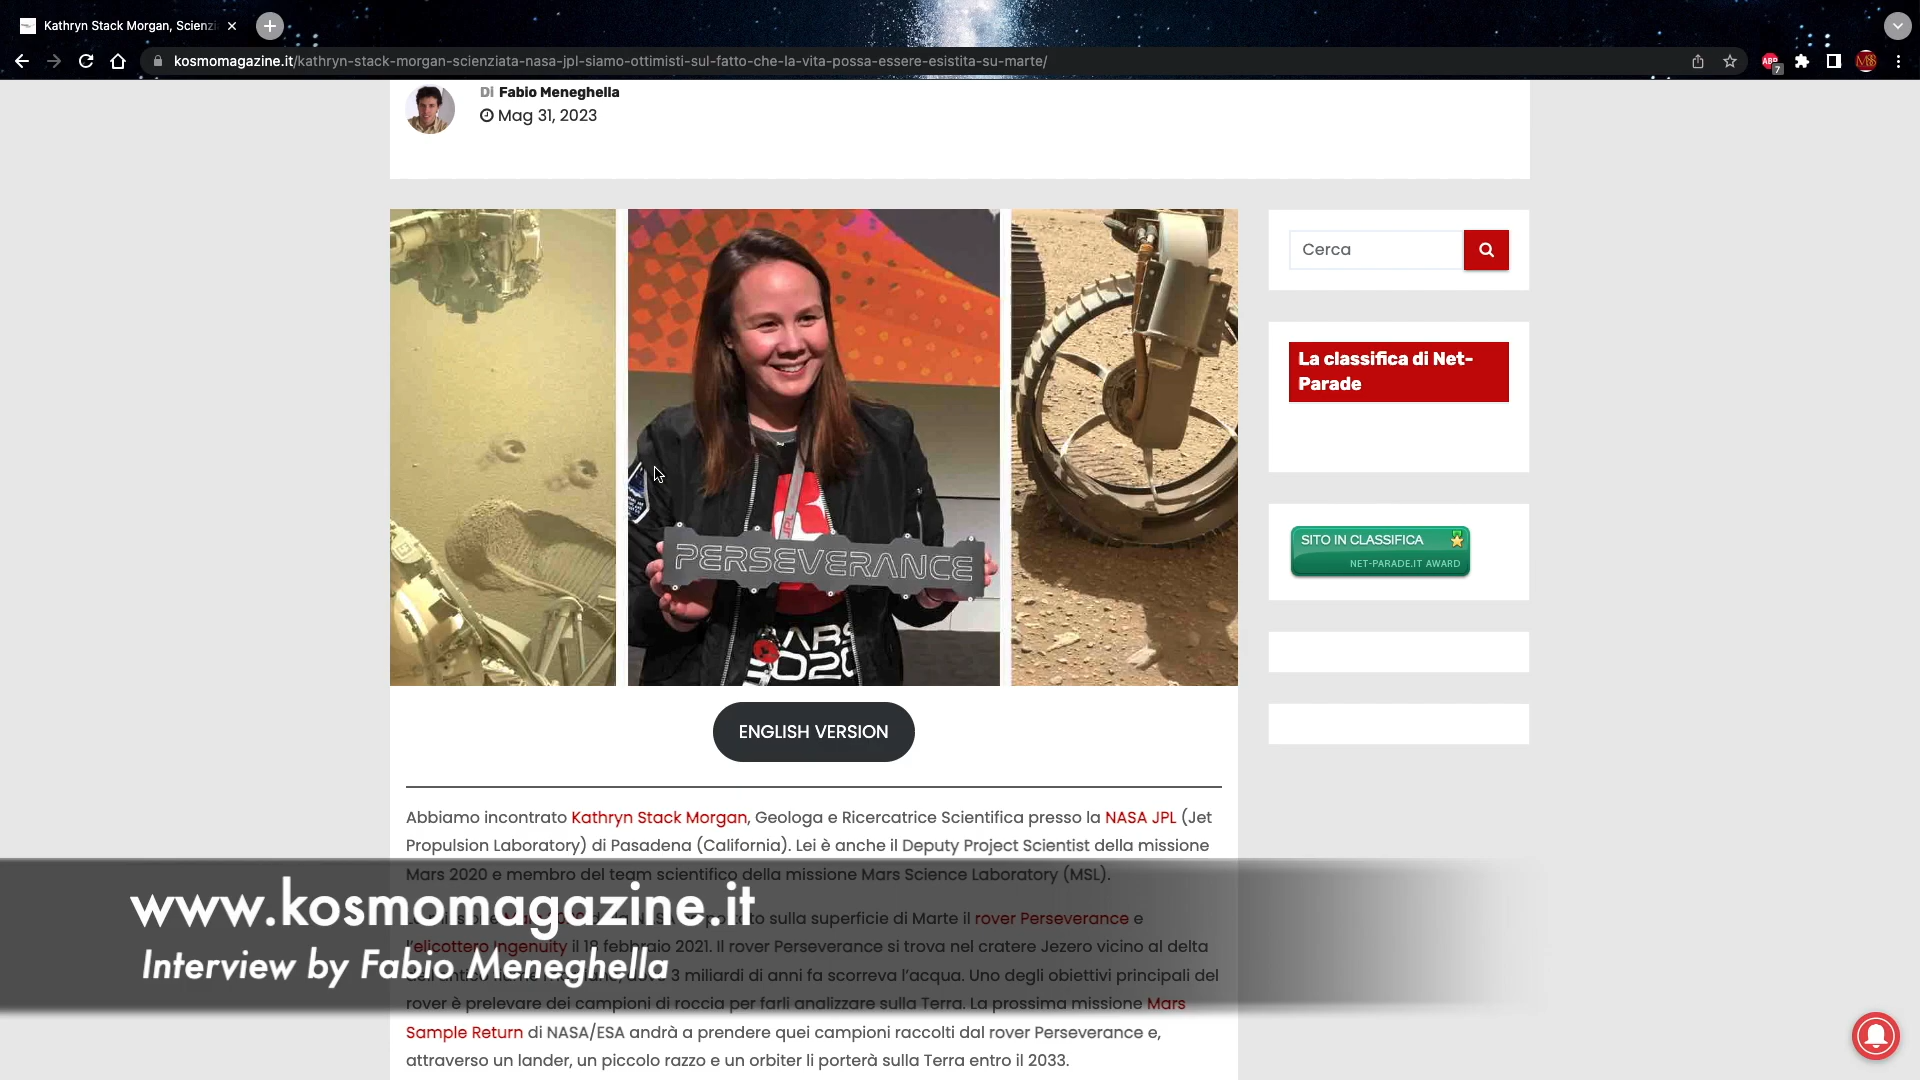 Kathryn Stack Morgan, Scienzi
kosmomagazine.it/kathryn-stack-morgan-scienziata-nasa-jpl-siamo-ottimisti-sul-fatto-che-la-vita-possa-essere-esistita-su-marte/
ABP
7
MBS
Di Fabio Meneghella
Mag 31, 2023
JPL
PERSEVERANCE
MARS
2020
Cerca
La classifica di Net-
Parade
SITO IN CLASSIFICA
NET-PARADE.IT AWARD
ENGLISH VERSION
Abbiamo incontrato Kathryn Stack Morgan, Geologa e Ricercatrice Scientifica presso la NASA JPL (Jet
Propulsion Laboratory) di Pasadena (California). Lei è anche il Deputy Project Scientist della missione
Mars 2020 e membro del team scientifico della missione Mars Science Laboratory (MSL).
sulla superficie di Marte il rover Perseverance e
l'elicottero Ingenuity il 18 febbraio 2021. Il rover Perseverance si trova nel cratere Jezero vicino al delta
3 miliardi di anni fa scorreva l'acqua. Uno degli obiettivi principali del
rover è prelevare dei campioni di roccia per farli analizzare sulla Terra. La prossima missione Mars
Sample Return di NASA/ESA andrà a prendere quei campioni raccolti dal rover Perseverance e,
attraverso un lander, un piccolo razzo e un orbiter li porterà sulla Terra entro il 2033.
www.kosmomagazine.it
Interview by Fabio Meneghella